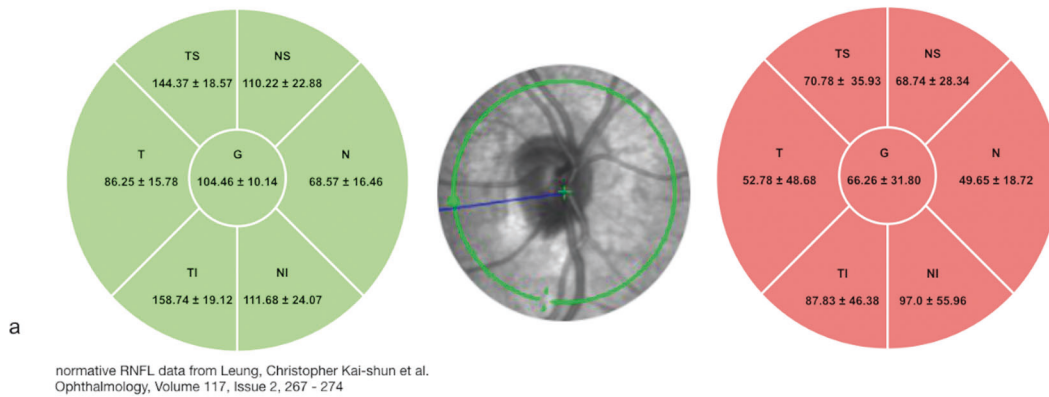 TS NS
144.37 ± 18.57 110.22 ± 22.88
T G N
86.25 ± 15.78 104.46 ± 10.14 68.57 ± 16.46
TI NI
158.74 ± 19.12 111.68 ± 24.07
TS NS
70.78 ± 35.93 68.74 ± 28.34
T G N
52.78 ± 48.68 66.26 ± 31.80 49.65 ± 18.72
TI NI
87.83 ± 46.38 97.0 ± 55.96
a
normative RNFL data from Leung, Christopher Kai-shun et al.
Ophthalmology, Volume 117, Issue 2, 267 - 274